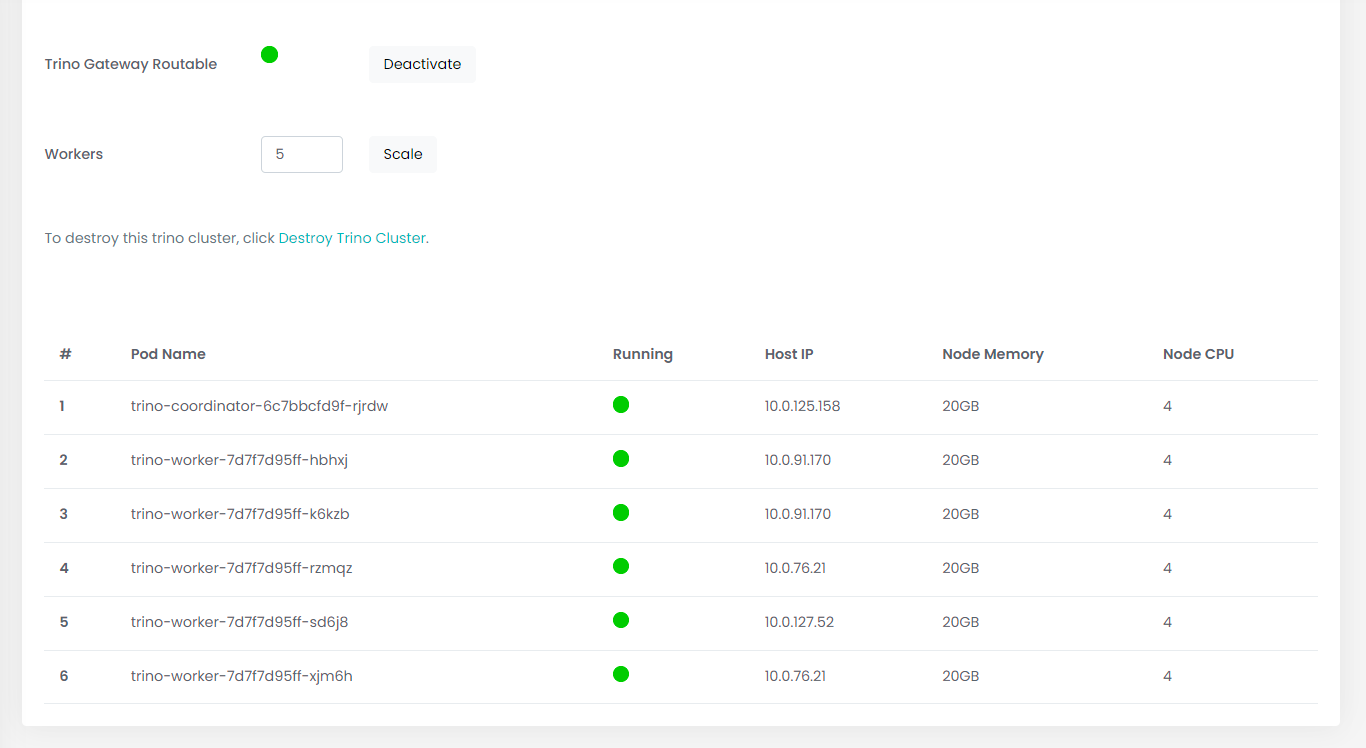 Trino Gateway Routable Deactivate
Workers 5 Scale
To destroy this trino cluster, click Destroy Trino Cluster.
# Pod Name Running Host IP Node Memory Node CPU
1 trino-coordinator-6c7bbcfd9f-rjrdw 10.0.125.158 20GB 4
2 trino-worker-7d7f7d95ff-hbhxj 10.0.91.170 20GB 4
3 trino-worker-7d7f7d95ff-k6kzb 10.0.91.170 20GB 4
4 trino-worker-7d7f7d95ff-rzmqz 10.0.76.21 20GB 4
5 trino-worker-7d7f7d95ff-sd6j8 10.0.127.52 20GB 4
6 trino-worker-7d7f7d95ff-xjm6h 10.0.76.21 20GB 4